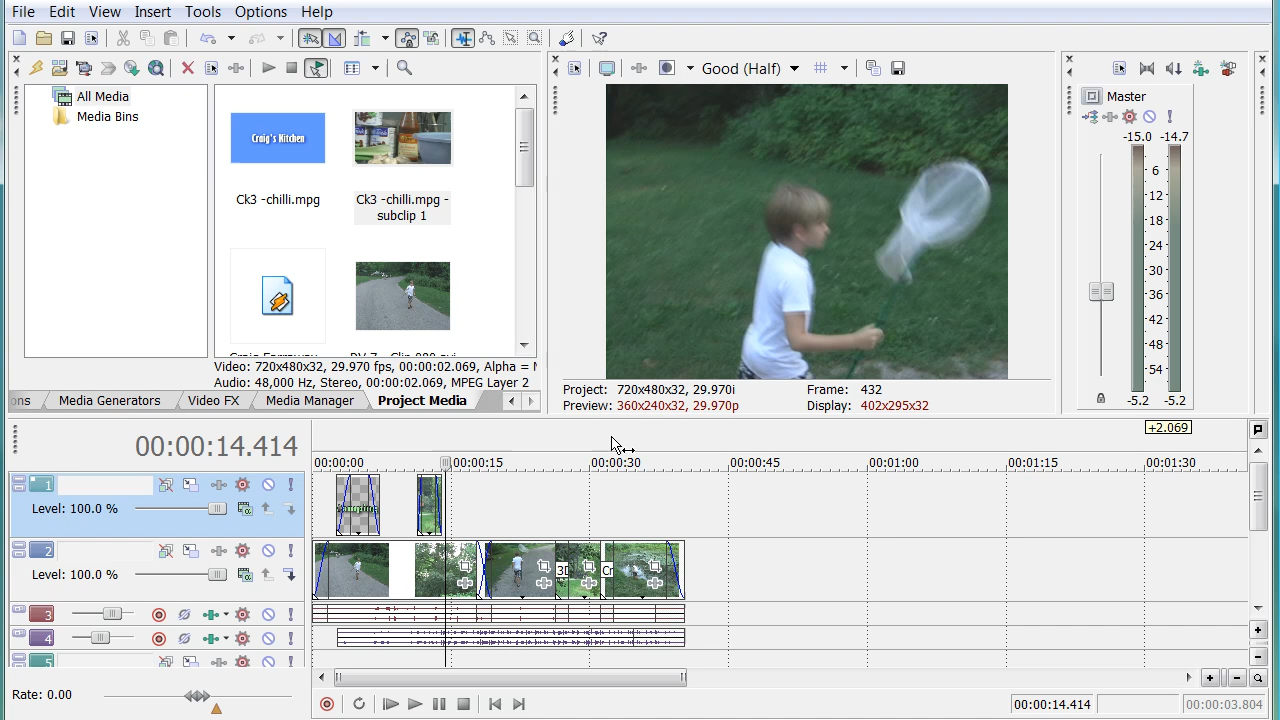 File Edit View Insert Tools Options Help
Good (Half)
All Media
Media Bins
Craig's Kitchen
Ck3 -chilli.mpg
Ck3 -chilli.mpg -
subclip 1
Video: 720x480x32, 29.970 fps, 00:00:02.069, Alpha =
Audio: 48,000 Hz, Stereo, 00:00:02.069, MPEG Layer 2
ons Media Generators Video FX Media Manager Project Media
Project: 720x480x32, 29.970i Frame: 432
Preview: 360x240x32, 29.970p Display: 402x295x32
Master
-15.0 -14.7
6
12
18
24
30
36
42
48
54
-5.2 -5.2
+2.069
00:00:14.414
00:00:00 00:00:15 00:00:30 00:00:45 00:01:00 00:01:15 00:01:30
1
Level: 100.0 %
2
Level: 100.0 %
3
4
5
Rate: 0.00
00:00:14.414 00:00:03.804